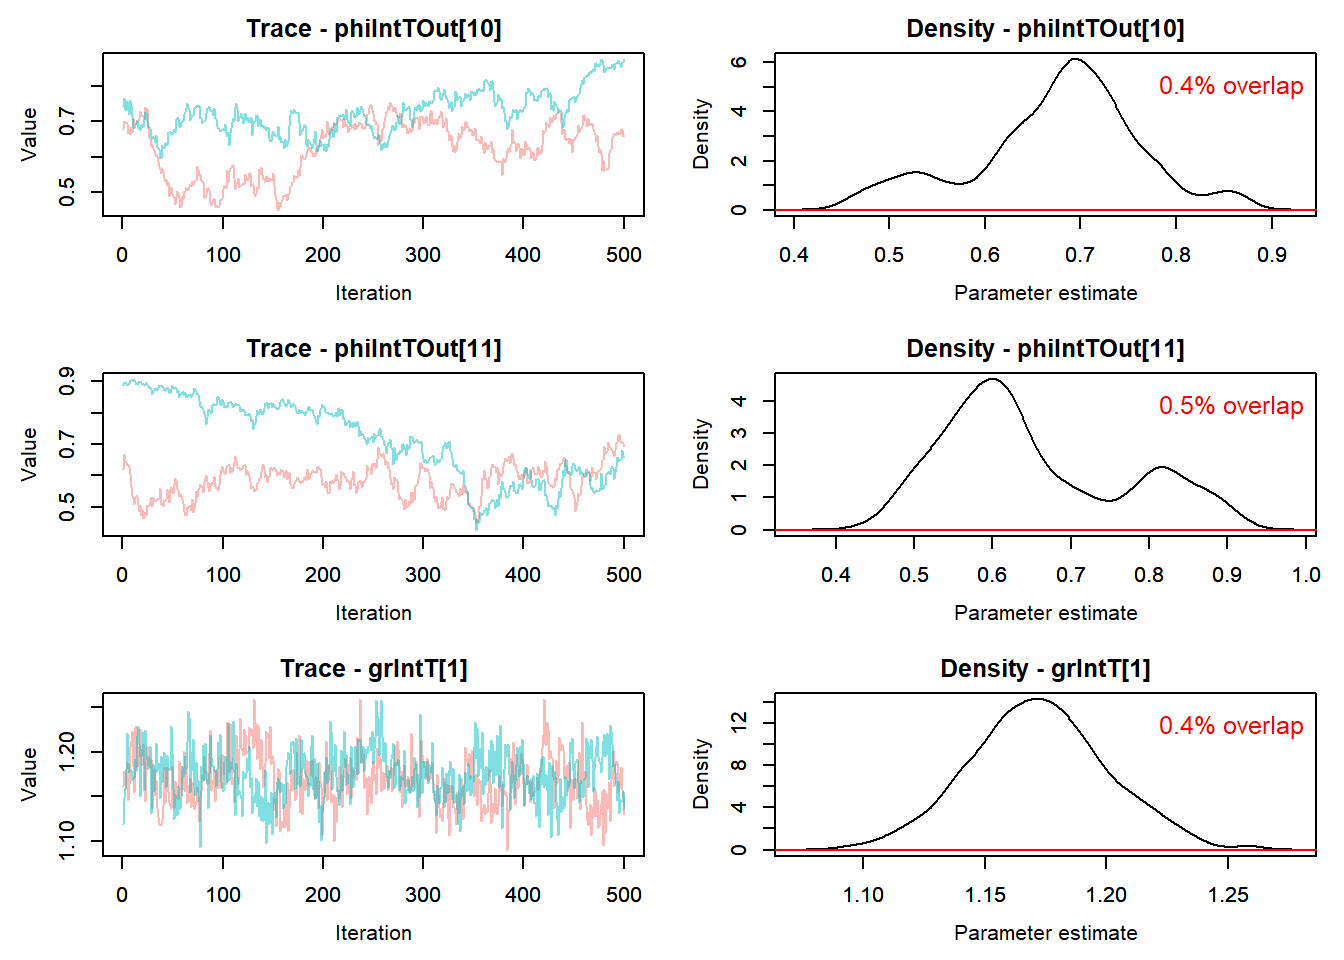 Trace - phiIntTOut[10]
Value
0.5 0.7
0 100 200 300 400 500
Iteration
Density - phiIntTOut[10]
0.4% overlap
Density
0 2 4 6
0.4 0.5 0.6 0.7 0.8 0.9
Parameter estimate
Trace - phiIntTOut[11]
Value
0.5 0.7 0.9
0 100 200 300 400 500
Iteration
Density - phiIntTOut[11]
0.5% overlap
Density
0 1 2 3 4
0.4 0.5 0.6 0.7 0.8 0.9 1.0
Parameter estimate
Trace - grIntT[1]
Value
1.10 1.20
0 100 200 300 400 500
Iteration
Density - grIntT[1]
0.4% overlap
Density
0 4 8 12
1.10 1.15 1.20 1.25
Parameter estimate